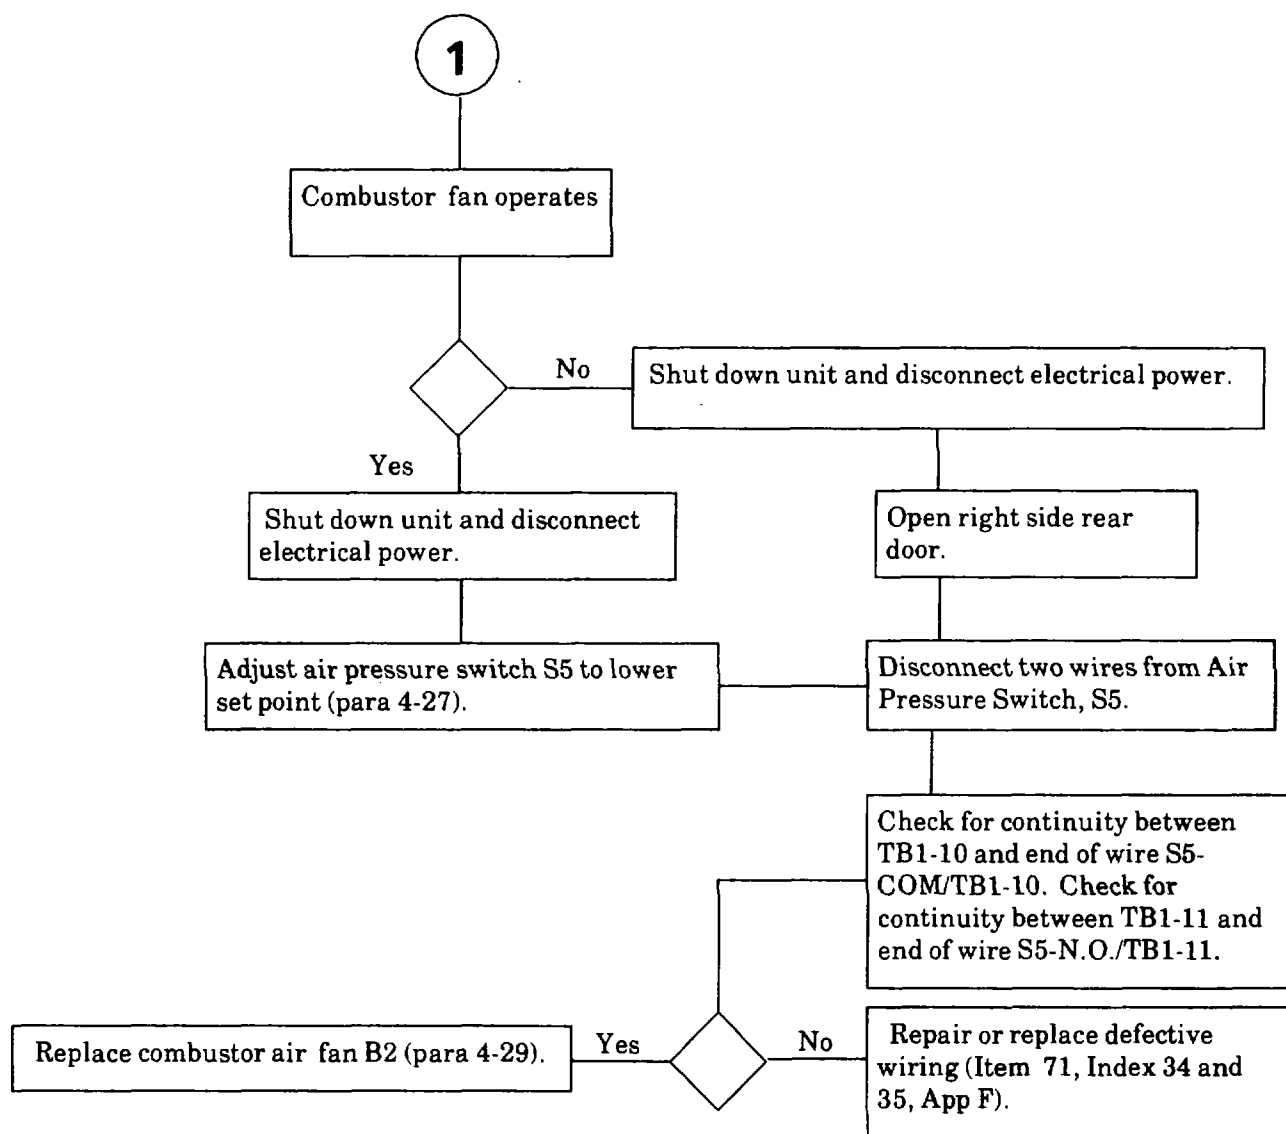 1
Combustor fan operates
No
Shut down unit and disconnect electrical power.
Yes
Shut down unit and disconnect
electrical power.
Open right side rear
door.
Adjust air pressure switch S5 to lower
set point (para 4-27).
Disconnect two wires from Air
Pressure Switch, S5.
Check for continuity between
TB1-10 and end of wire S5-
COM/TB1-10. Check for
continuity between TB1-11 and
end of wire S5-N.O./TB1-11.
Replace combustor air fan B2 (para 4-29).
Yes
No
Repair or replace defective
wiring (Item 71, Index 34 and
35, App F).